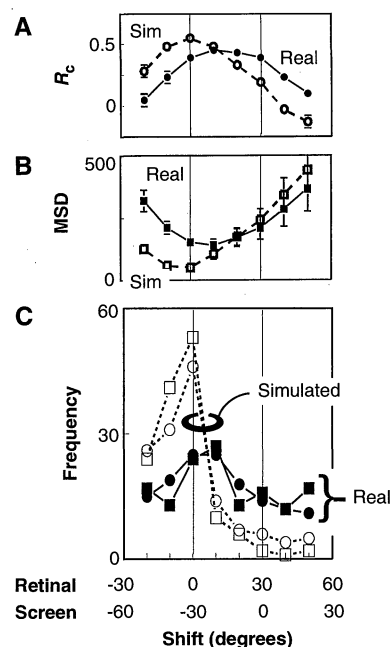 A
Sim
Real
0.5
0
Rc
B
500
Real
MSD
0
Sim
C
60
Simulated
Frequency
30
Real
0
Retinal -30 0 30 60
Screen -60 -30 0 30
Shift (degrees)